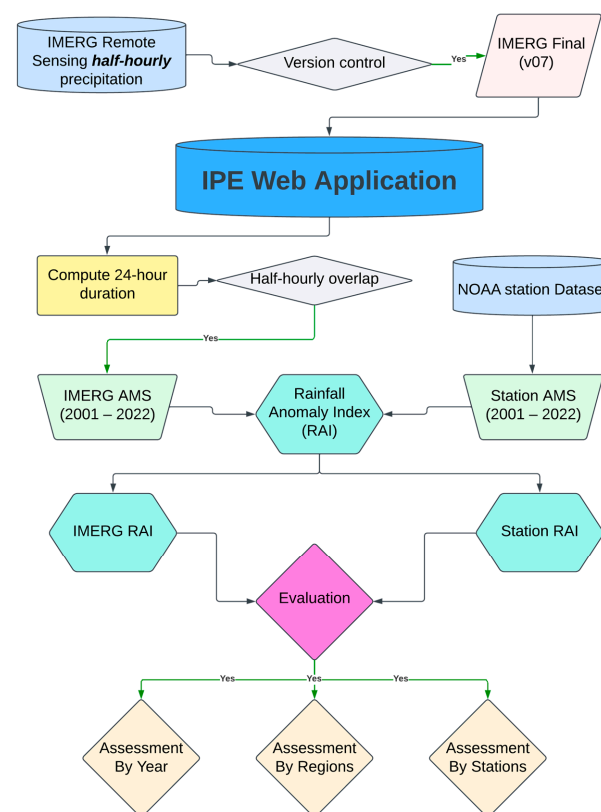 IMERG Remote
Sensing half-hourly
precipitation
Version control
Yes
IMERG Final
(v07)
IPE Web Application
Compute 24-hour
duration
Half-hourly overlap
NOAA station Datase
Yes
IMERG AMS
(2001 – 2022)
Rainfall
Anomaly Index
(RAI)
Station AMS
(2001 – 2022)
IMERG RAI
Station RAI
Evaluation
Yes
Yes
Yes
Assessment
By Year
Assessment
By Regions
Assessment
By Stations